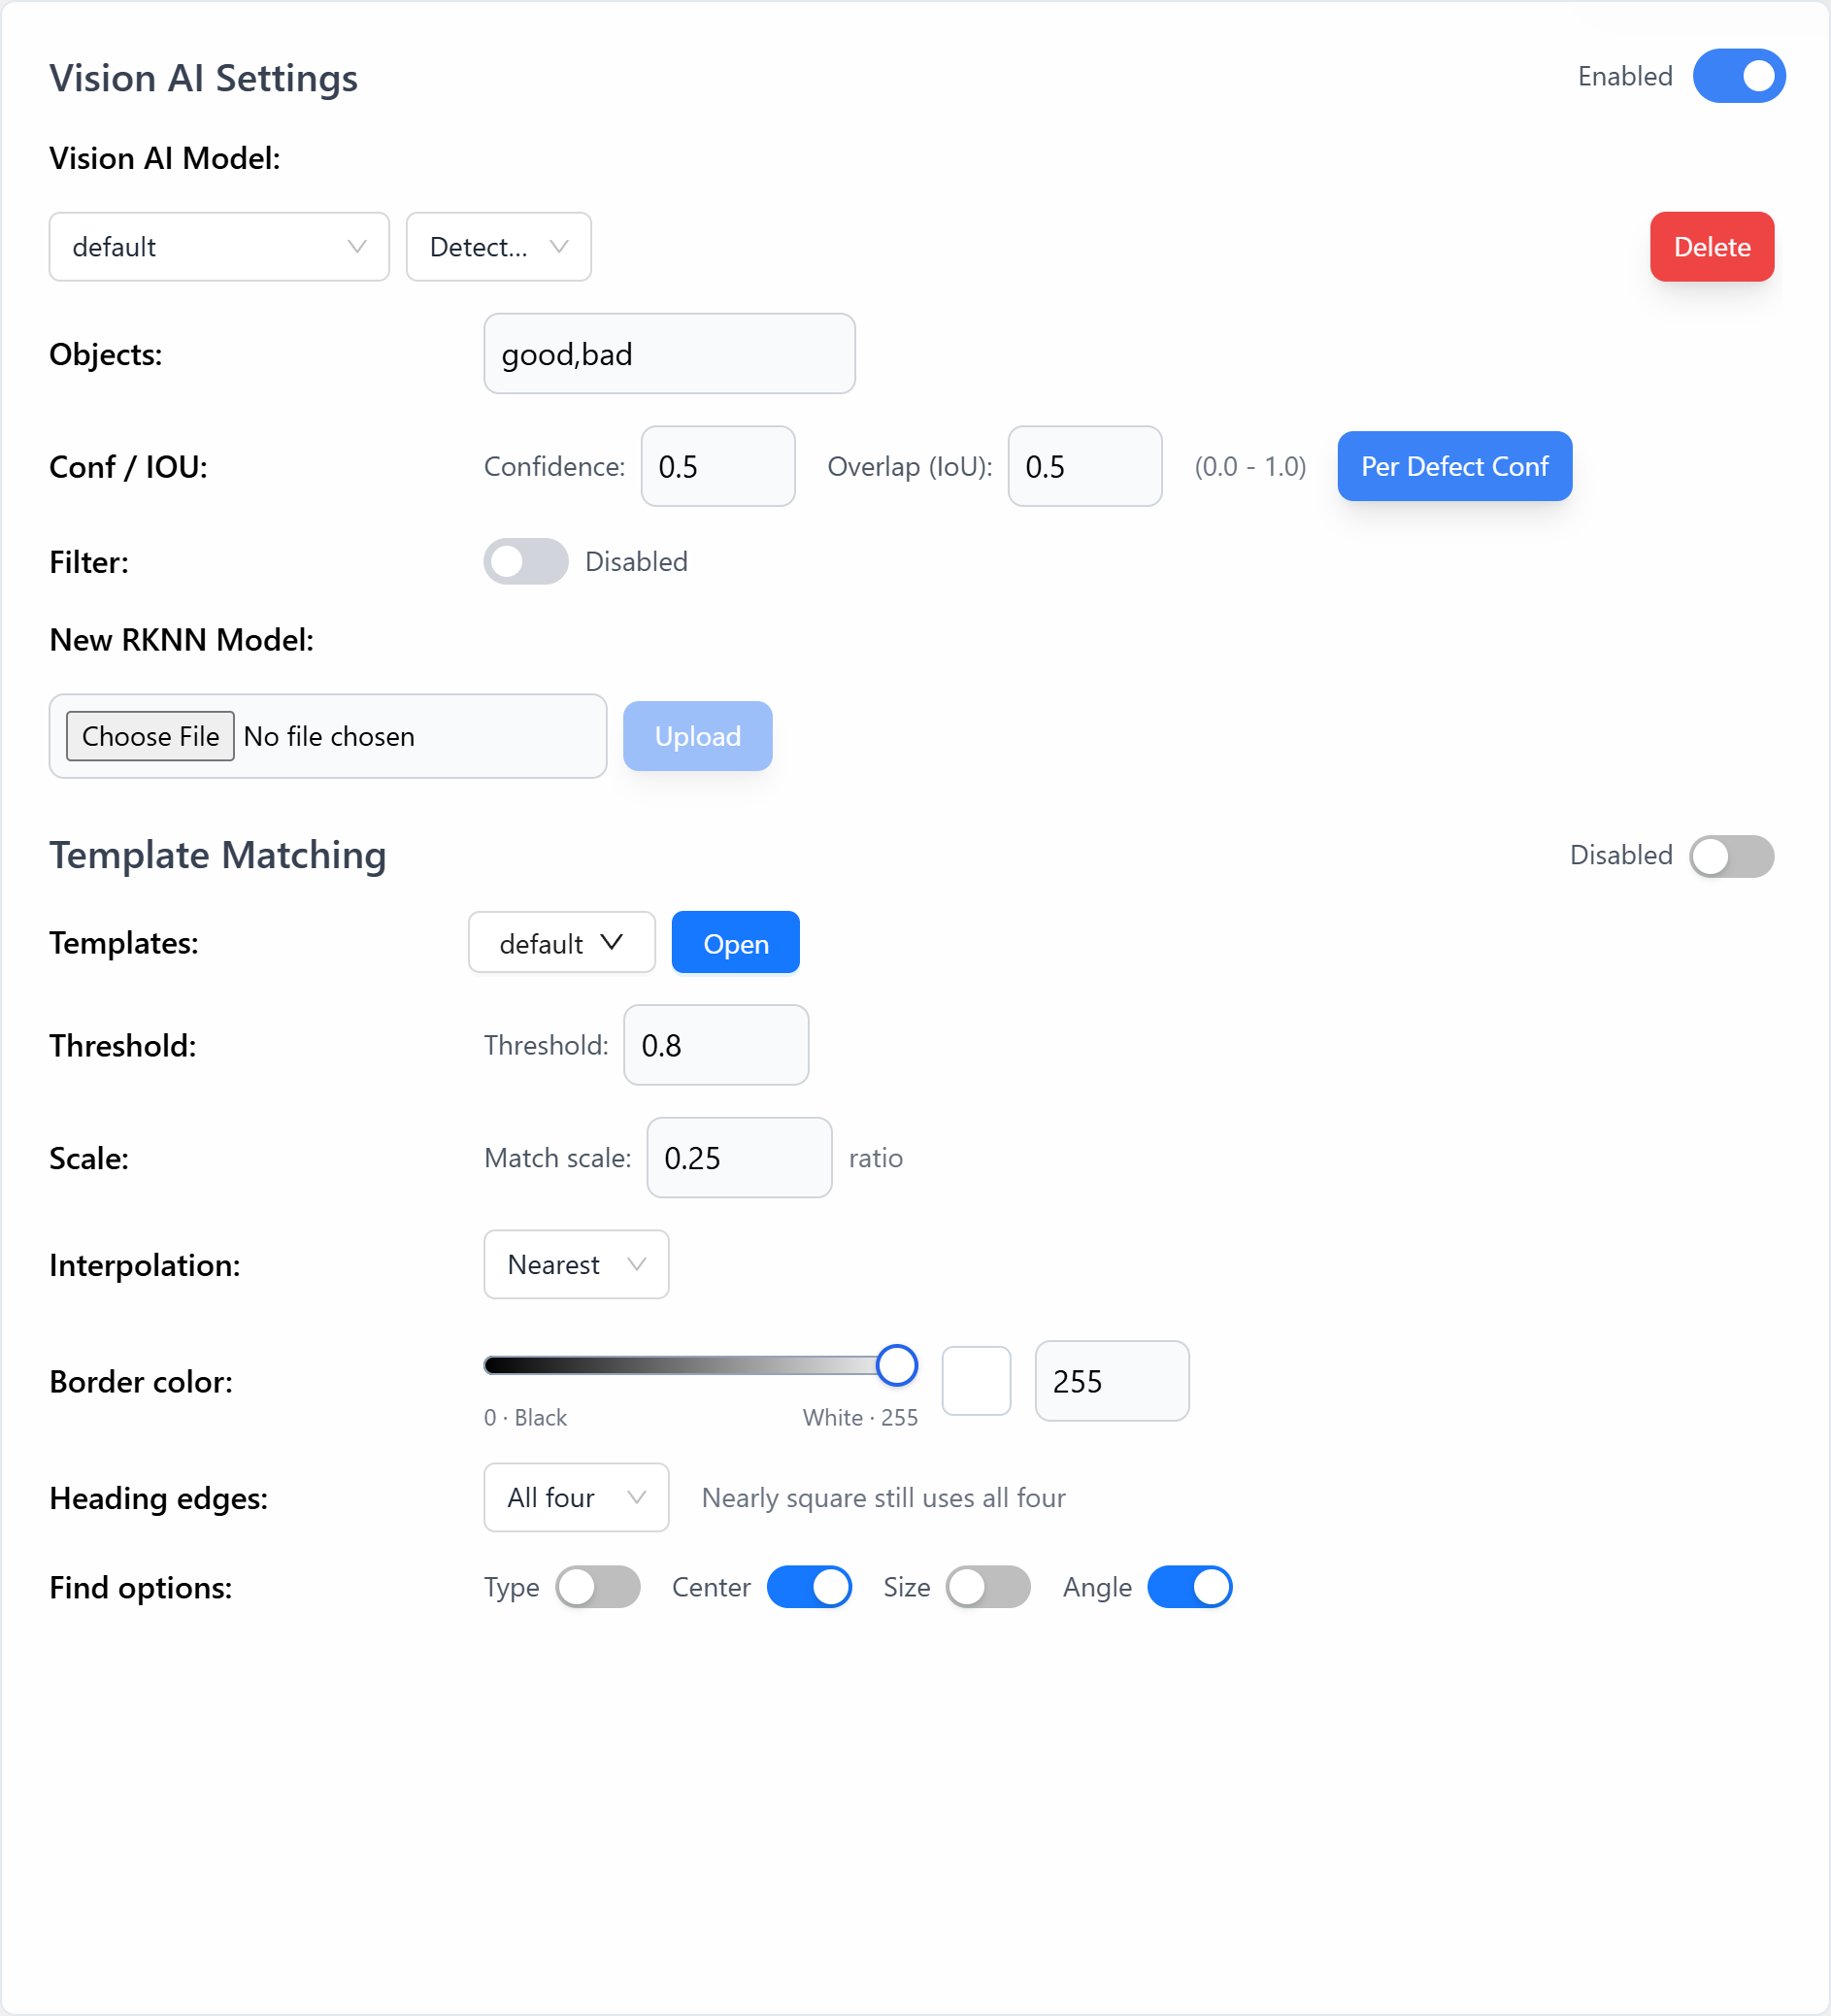 Vision AI Settings Enabled
Vision AI Model:
default Detect... Delete
Objects: good,bad
Conf / IOU: Confidence: 0.5 Overlap (IoU): 0.5 (0.0 - 1.0) Per Defect Conf
Filter: Disabled
New RKNN Model:
Choose File No file chosen Upload
Template Matching Disabled
Templates: default Open
Threshold: Threshold: 0.8
Scale: Match scale: 0.25 ratio
Interpolation: Nearest
Border color: 255
0 · Black White · 255
Heading edges: All four Nearly square still uses all four
Find options: Type Center Size Angle